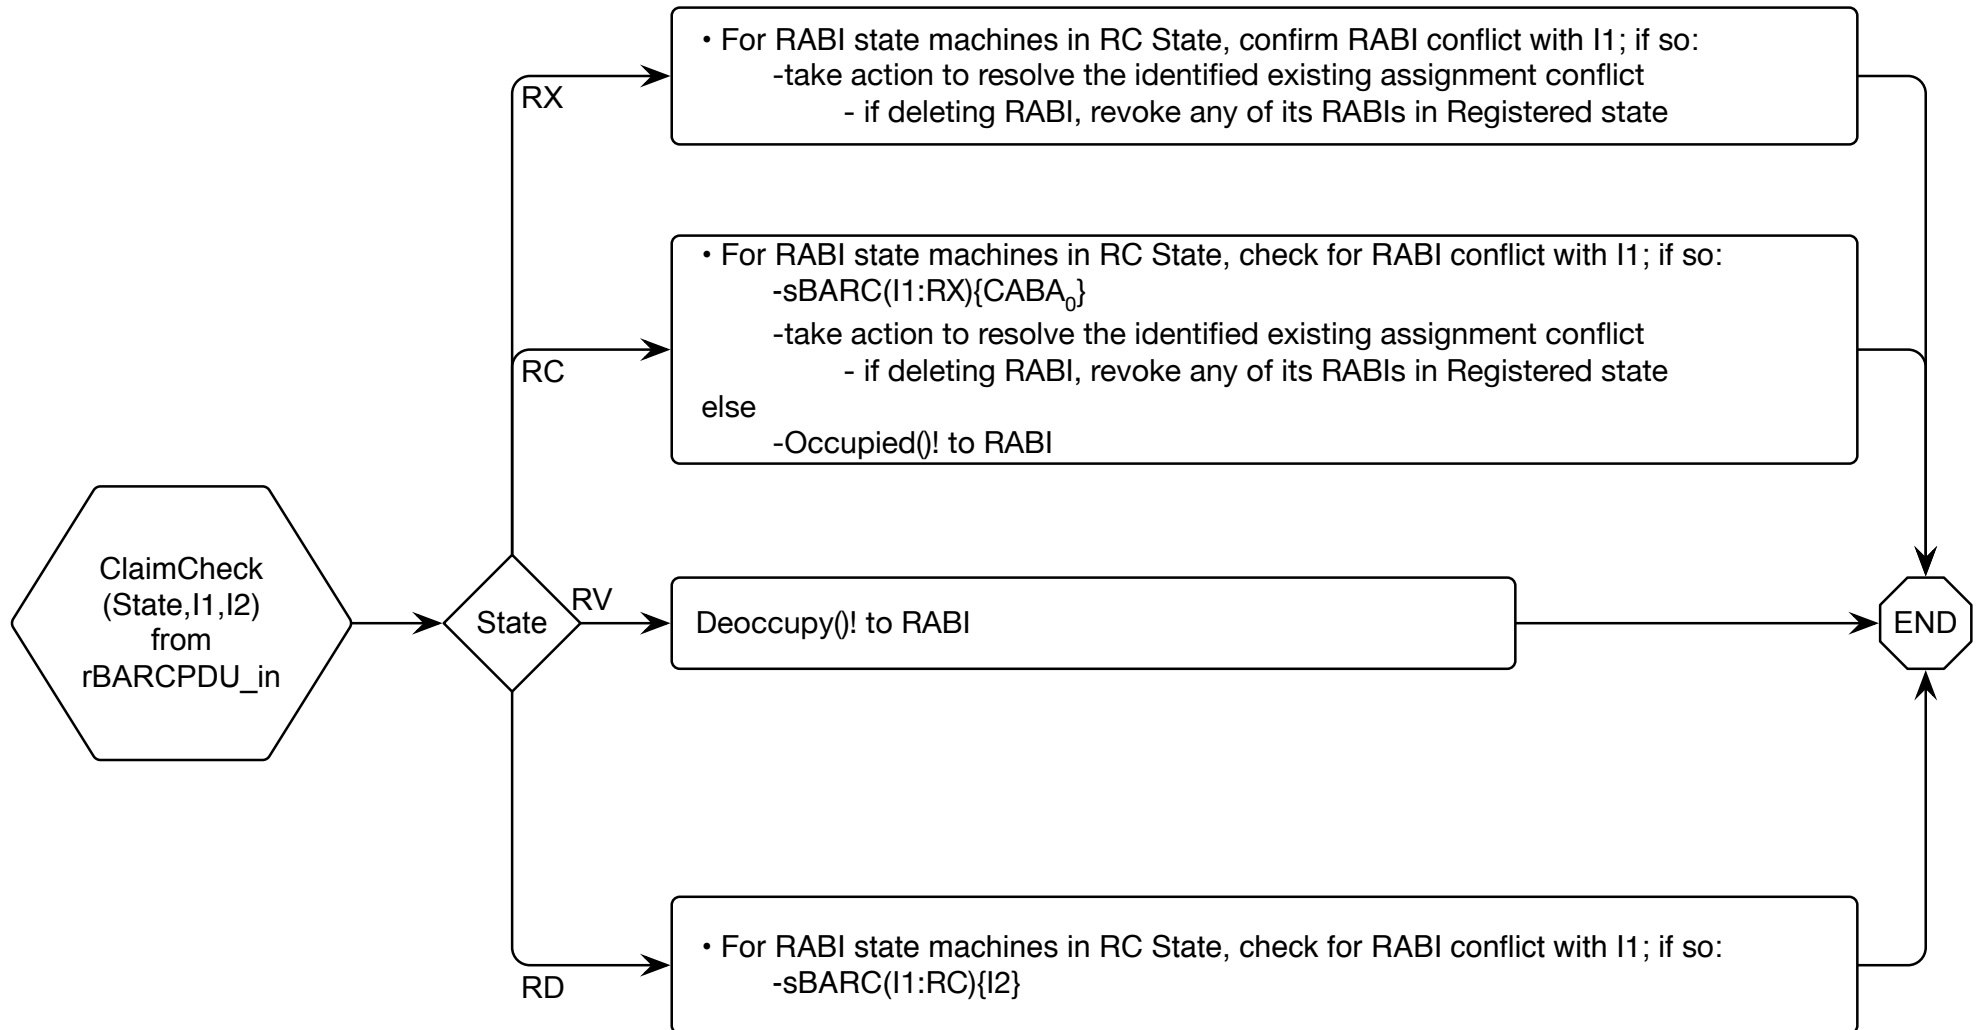 • For RABI state machines in RC State, confirm RABI conflict with I1; if so:
-take action to resolve the identified existing assignment conflict
- if deleting RABI, revoke any of its RABIs in Registered state
RX
• For RABI state machines in RC State, check for RABI conflict with I1; if so:
-sBARC(I1:RX){CABA₀}
-take action to resolve the identified existing assignment conflict
- if deleting RABI, revoke any of its RABIs in Registered state
else
-Occupied()! to RABI
RC
ClaimCheck
(State,I1,I2)
from
rBARCPDU_in
State
RV
Deoccupy()! to RABI
END
• For RABI state machines in RC State, check for RABI conflict with I1; if so:
-sBARC(I1:RC){I2}
RD